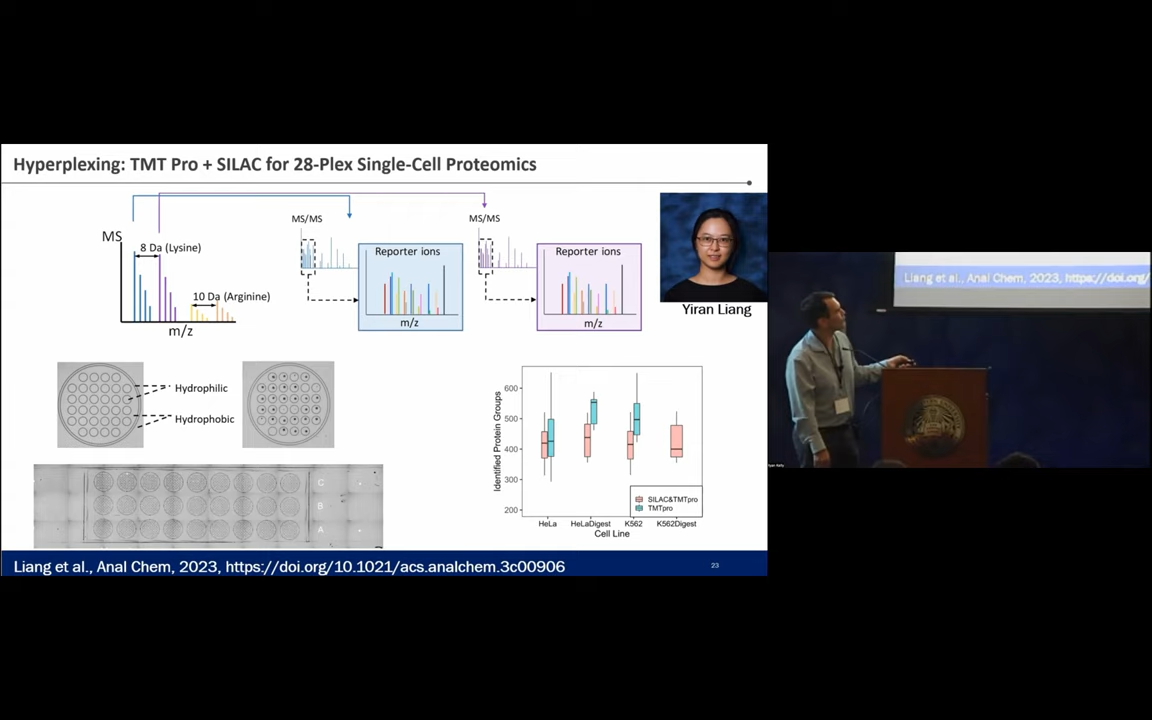 Hyperplexing: TMT Pro + SILAC for 28-Plex Single-Cell Proteomics
MS/MS
MS/MS
MS
8 Da (Lysine)
10 Da (Arginine)
m/z
Reporter ions
m/z
Reporter ions
m/z
Yiran Liang
Hydrophilic
Hydrophobic
C
B
A
Identified Protein Groups
600
500
400
300
200
SILAC&TMTpro
TMTpro
HeLa
HeLaDigest
K562
K562Digest
Cell Line
Liang et al., Anal Chem, 2023, https://doi.org/10.1021/acs.analchem.3c00906
23
Liang et al., Anal Chem, 2023, https://doi.org/
Ryan Kelly